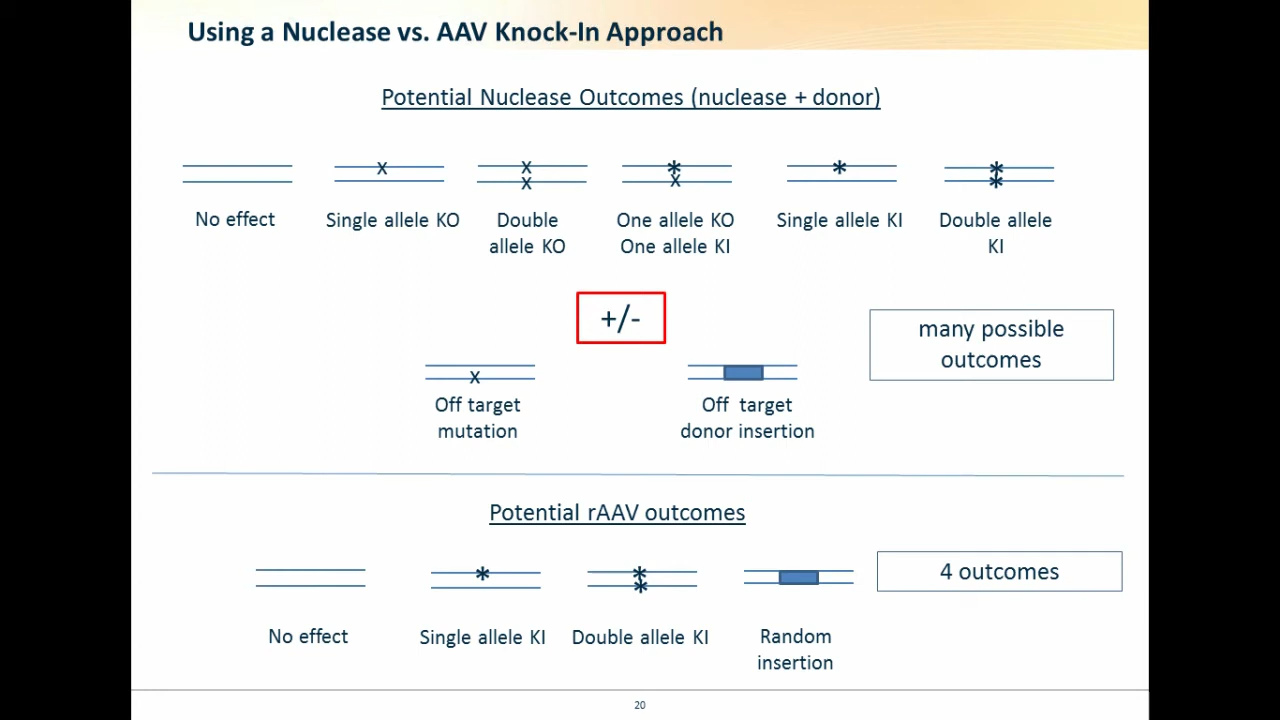 Using a Nuclease vs. AAV Knock-In Approach
Potential Nuclease Outcomes (nuclease + donor)
x
x
x
*
x
*
*
*
No effect
Single allele KO
Double
allele KO
One allele KO
One allele KI
Single allele KI
Double allele
KI
+/-
many possible
outcomes
x
Off target
mutation
Off target
donor insertion
Potential rAAV outcomes
*
*
*
4 outcomes
No effect
Single allele KI
Double allele KI
Random
insertion
20